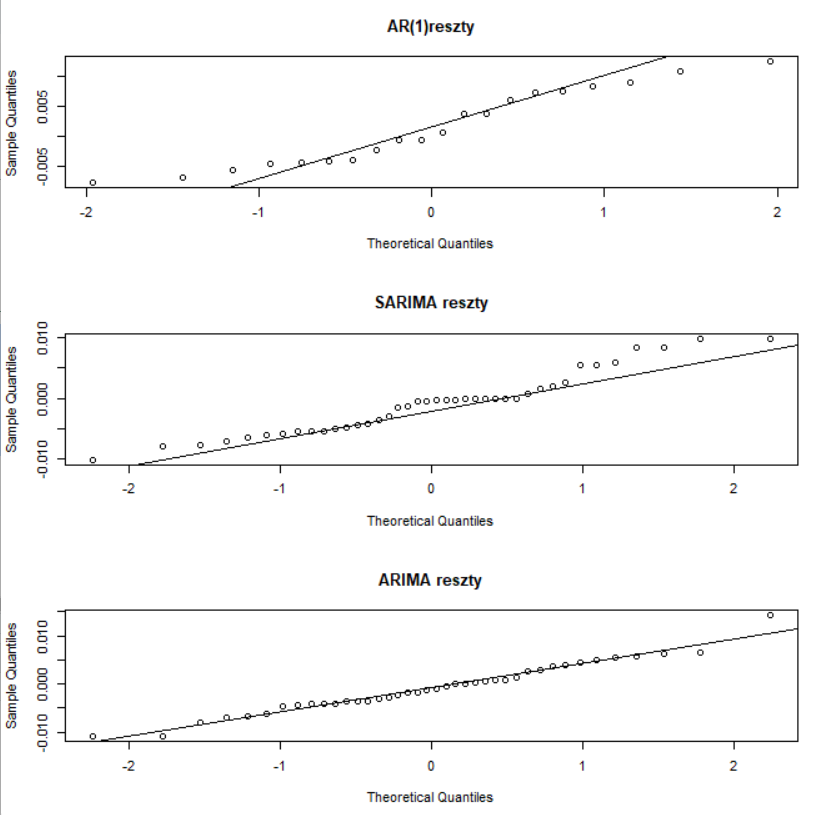 AR(1)reszty
Sample Quantiles
0.005
-0.005
-2 -1 0 1 2
Theoretical Quantiles
SARIMA reszty
Sample Quantiles
0.010
0.000
-0.010
-2 -1 0 1 2
Theoretical Quantiles
ARIMA reszty
Sample Quantiles
0.010
0.000
-0.010
-2 -1 0 1 2
Theoretical Quantiles